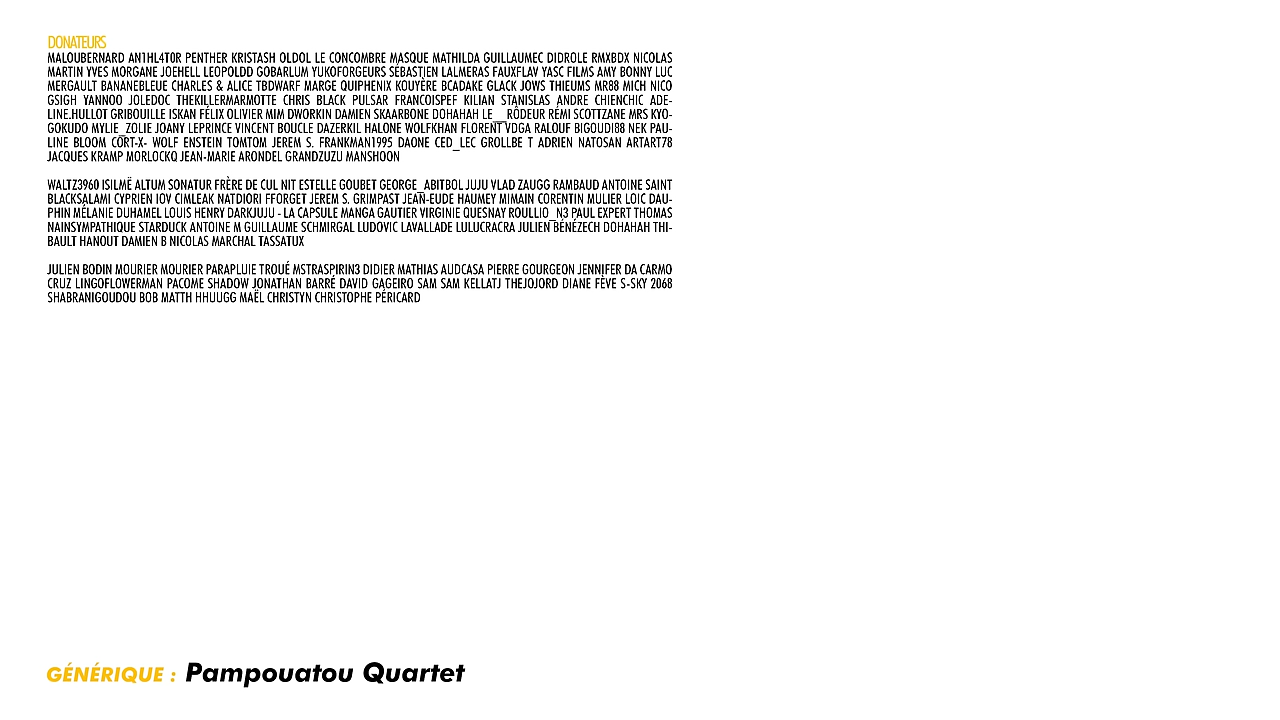 DONATEURS
MALOUBERNARD AN1HL4T0R PENTHER KRISTASH OLDOL LE CONCOMBRE MASQUE MATHILDA GUILLAUMEC DIDROLE RMXBDX NICOLAS
MARTIN YVES MORGANE JOEHELL LEOPOLDD GOBARLUM YUKOFORGEURS SÉBASTIEN LALMERAS FAUXFLAV YASC FILMS AMY BONNY LUC
MERGAULT BANANEBLEUE CHARLES & ALICE TBDWARF MARGE QUIPHENIX KOUYÈRE BCADAKE GLACK JOWS THIEUMS MR88 MICH NICO
GSIGH YANNOO JOLEDOC THEKILLERMARMOTTE CHRIS BLACK PULSAR FRANCOISPEF KILIAN STANISLAS ANDRE CHIENCHIC ADE-
LINE.HULLOT GRIBOUILLE ISKAN FÉLIX OLIVIER MIM DWORKIN DAMIEN SKAARBONE DOHAHAH LE__RÔDEUR RÉMI SCOTTZANE MRS KYO-
GOKUDO MYLIE_ZOLIE JOANY LEPRINCE VINCENT BOUCLE DAZERKIL HALONE WOLFKHAN FLORENT VDGA RALOUF BIGOUDI88 NEK PAU-
LINE BLOOM CÖRT-X- WOLF ENSTEIN TOMTOM JEREM S. FRANKMAN1995 DAONE CED_LEC GROLLBE T ADRIEN NATOSAN ARTART78
JACQUES KRAMP MORLOCKQ JEAN-MARIE ARONDEL GRANDZUZU MANSHOON
WALTZ3960 ISILMË ALTUM SONATUR FRÈRE DE CUL NIT ESTELLE GOUBET GEORGE_ABITBOL JUJU VLAD ZAUGG RAMBAUD ANTOINE SAINT
BLACKSALAMI CYPRIEN IOV CIMLEAK NATDIORI FFORGET JEREM S. GRIMPAST JEAN-EUDE HAUMEY MIMAIN CORENTIN MULIER LOIC DAU-
PHIN MÉLANIE DUHAMEL LOUIS HENRY DARKJUJU - LA CAPSULE MANGA GAUTIER VIRGINIE QUESNAY ROULLIO_N3 PAUL EXPERT THOMAS
NAINSYMPATHIQUE STARDUCK ANTOINE M GUILLAUME SCHMIRGAL LUDOVIC LAVALLADE LULUCRACRA JULIEN BÉNÉZECH DOHAHAH THI-
BAULT HANOUT DAMIEN B NICOLAS MARCHAL TASSATUX
JULIEN BODIN MOURIER MOURIER PARAPLUIE TROUÉ MSTRASPIRIN3 DIDIER MATHIAS AUDCASA PIERRE GOURGEON JENNIFER DA CARMO
CRUZ LINGOFLOWERMAN PACOME SHADOW JONATHAN BARRÉ DAVID GAGEIRO SAM SAM KELLATJ THEJOJORD DIANE FÈVE S-SKY 2068
SHABRANIGOUDOU BOB MATTH HHUUGG MAËL CHRISTYN CHRISTOPHE PÉRICARD
GÉNÉRIQUE : Pampouatou Quartet